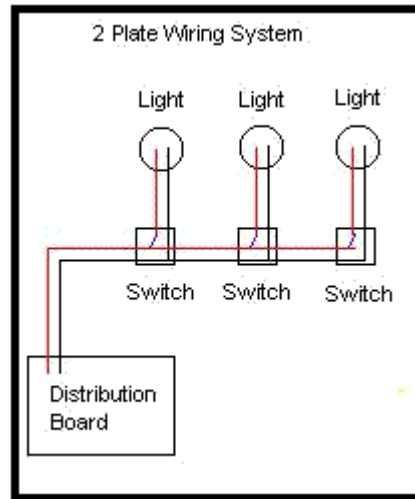 2 Plate Wiring System
Light Light Light
Switch Switch Switch
Distribution
Board